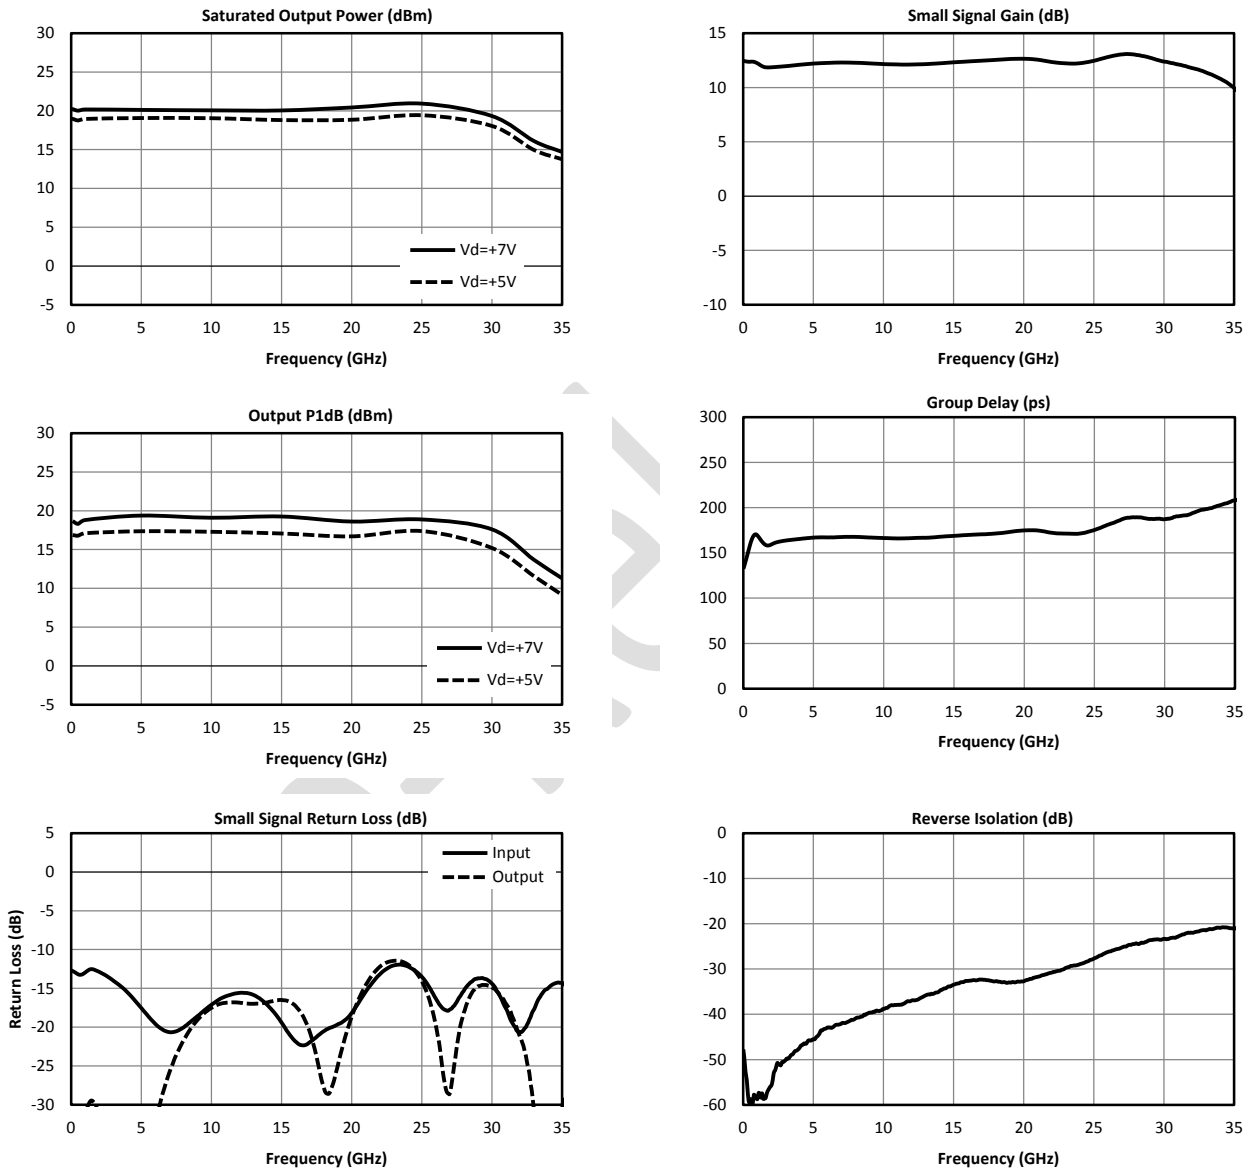 Saturated Output Power (dBm)
30
25
20
15
10
5
0
-5
Vd=+7V
Vd=+5V
0 5 10 15 20 25 30 35
Frequency (GHz)
Small Signal Gain (dB)
15
10
5
0
-5
-10
0 5 10 15 20 25 30 35
Frequency (GHz)
Output P1dB (dBm)
30
25
20
15
10
5
0
-5
Vd=+7V
Vd=+5V
0 5 10 15 20 25 30 35
Frequency (GHz)
Group Delay (ps)
300
250
200
150
100
50
0
0 5 10 15 20 25 30 35
Frequency (GHz)
Small Signal Return Loss (dB)
Return Loss (dB)
5
0
-5
-10
-15
-20
-25
-30
Input
Output
0 5 10 15 20 25 30 35
Frequency (GHz)
Reverse Isolation (dB)
0
-10
-20
-30
-40
-50
-60
0 5 10 15 20 25 30 35
Frequency (GHz)